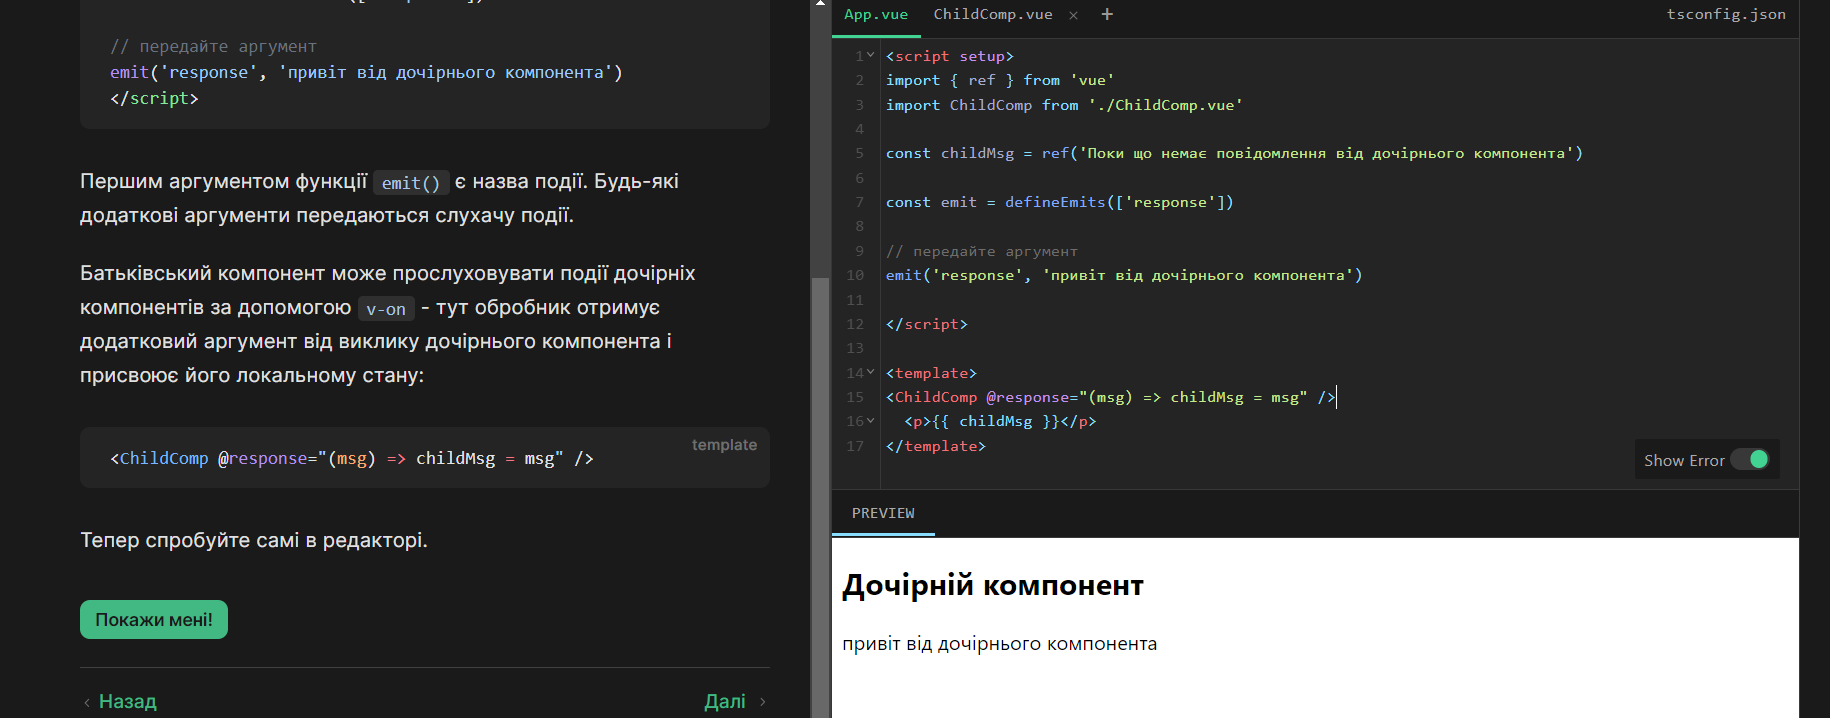 // передайте аргумент
emit('response', 'привіт від дочірнього компонента')
</script>
Першим аргументом функції emit() є назва події. Будь-які
додаткові аргументи передаються слухачу події.
Батьківський компонент може прослуховувати події дочірніх
компонентів за допомогою v-on - тут обробник отримує
додатковий аргумент від виклику дочірнього компонента і
присвоює його локальному стану:
template
<ChildComp @response="(msg) => childMsg = msg" />
Тепер спробуйте самі в редакторі.
Покажи мені!
Назад
Далі
App.vue
ChildComp.vue
tsconfig.json
1 <script setup>
2 import { ref } from 'vue'
3 import ChildComp from './ChildComp.vue'
4
5 const childMsg = ref('Поки що немає повідомлення від дочірнього компонента')
6
7 const emit = defineEmits(['response'])
8
9 // передайте аргумент
10 emit('response', 'привіт від дочірнього компонента')
11
12 </script>
13
14 <template>
15 <ChildComp @response="(msg) => childMsg = msg" />
16 <p>{{ childMsg }}</p>
17 </template>
Show Error
PREVIEW
Дочірній компонент
привіт від дочірнього компонента